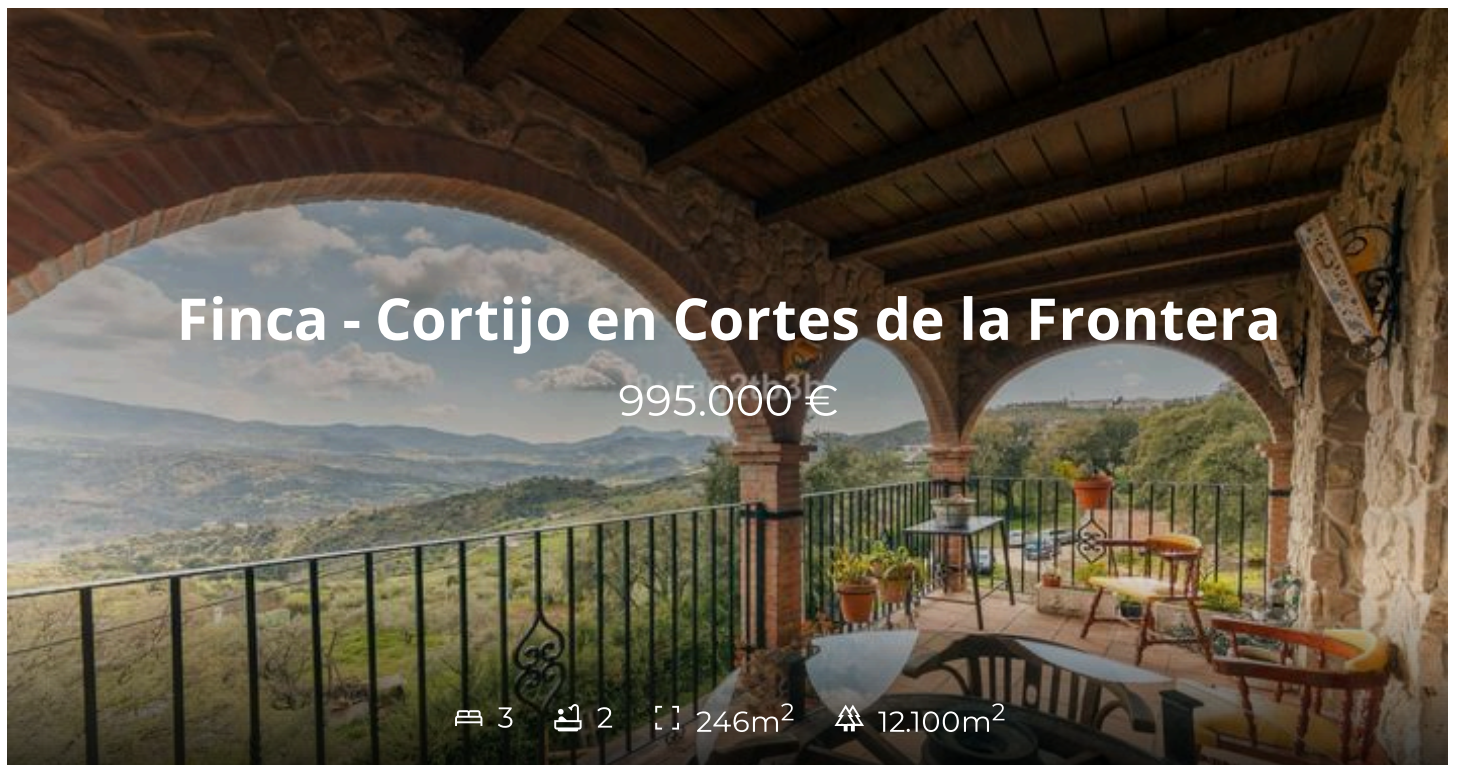 Finca - Cortijo en Cortes de la Frontera
995.000 €
3 2 246m² 12.100m²